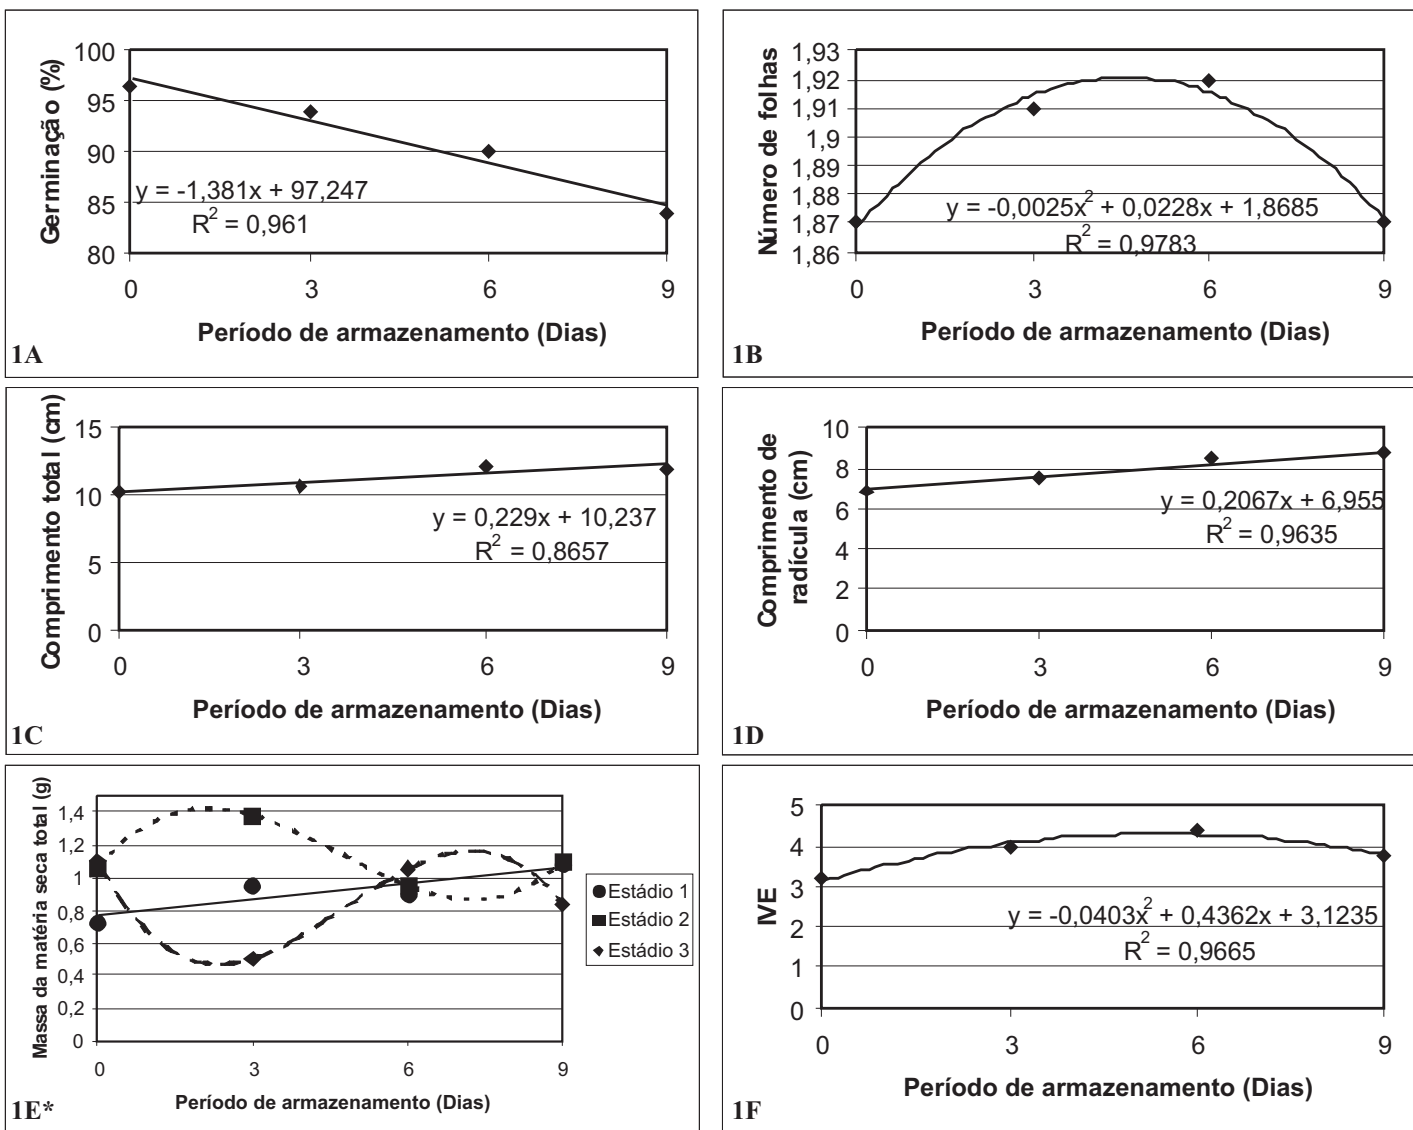 Germinação (%)
100
95
90
85
80
y = -1,381x + 97,247
R² = 0,961
0 3 6 9
Período de armazenamento (Dias)
1A
Número de folhas
1,93
1,92
1,91
1,9
1,89
1,88
1,87
1,86
y = -0,0025x² + 0,0228x + 1,8685
R² = 0,9783
0 3 6 9
Período de armazenamento (Dias)
1B
Comprimento total (cm)
15
10
5
0
y = 0,229x + 10,237
R² = 0,8657
0 3 6 9
Período de armazenamento (Dias)
1C
Comprimento de
radícula (cm)
10
8
6
4
2
0
y = 0,2067x + 6,955
R² = 0,9635
0 3 6 9
Período de armazenamento (Dias)
1D
Massa da matéria seca total (g)
1,4
1,2
1
0,8
0,6
0,4
0,2
0
Estádio 1
Estádio 2
Estádio 3
0 3 6 9
Período de armazenamento (Dias)
1E*
IVE
5
4
3
2
1
0
y = -0,0403x² + 0,4362x + 3,1235
R² = 0,9665
0 3 6 9
Período de armazenamento (Dias)
1F